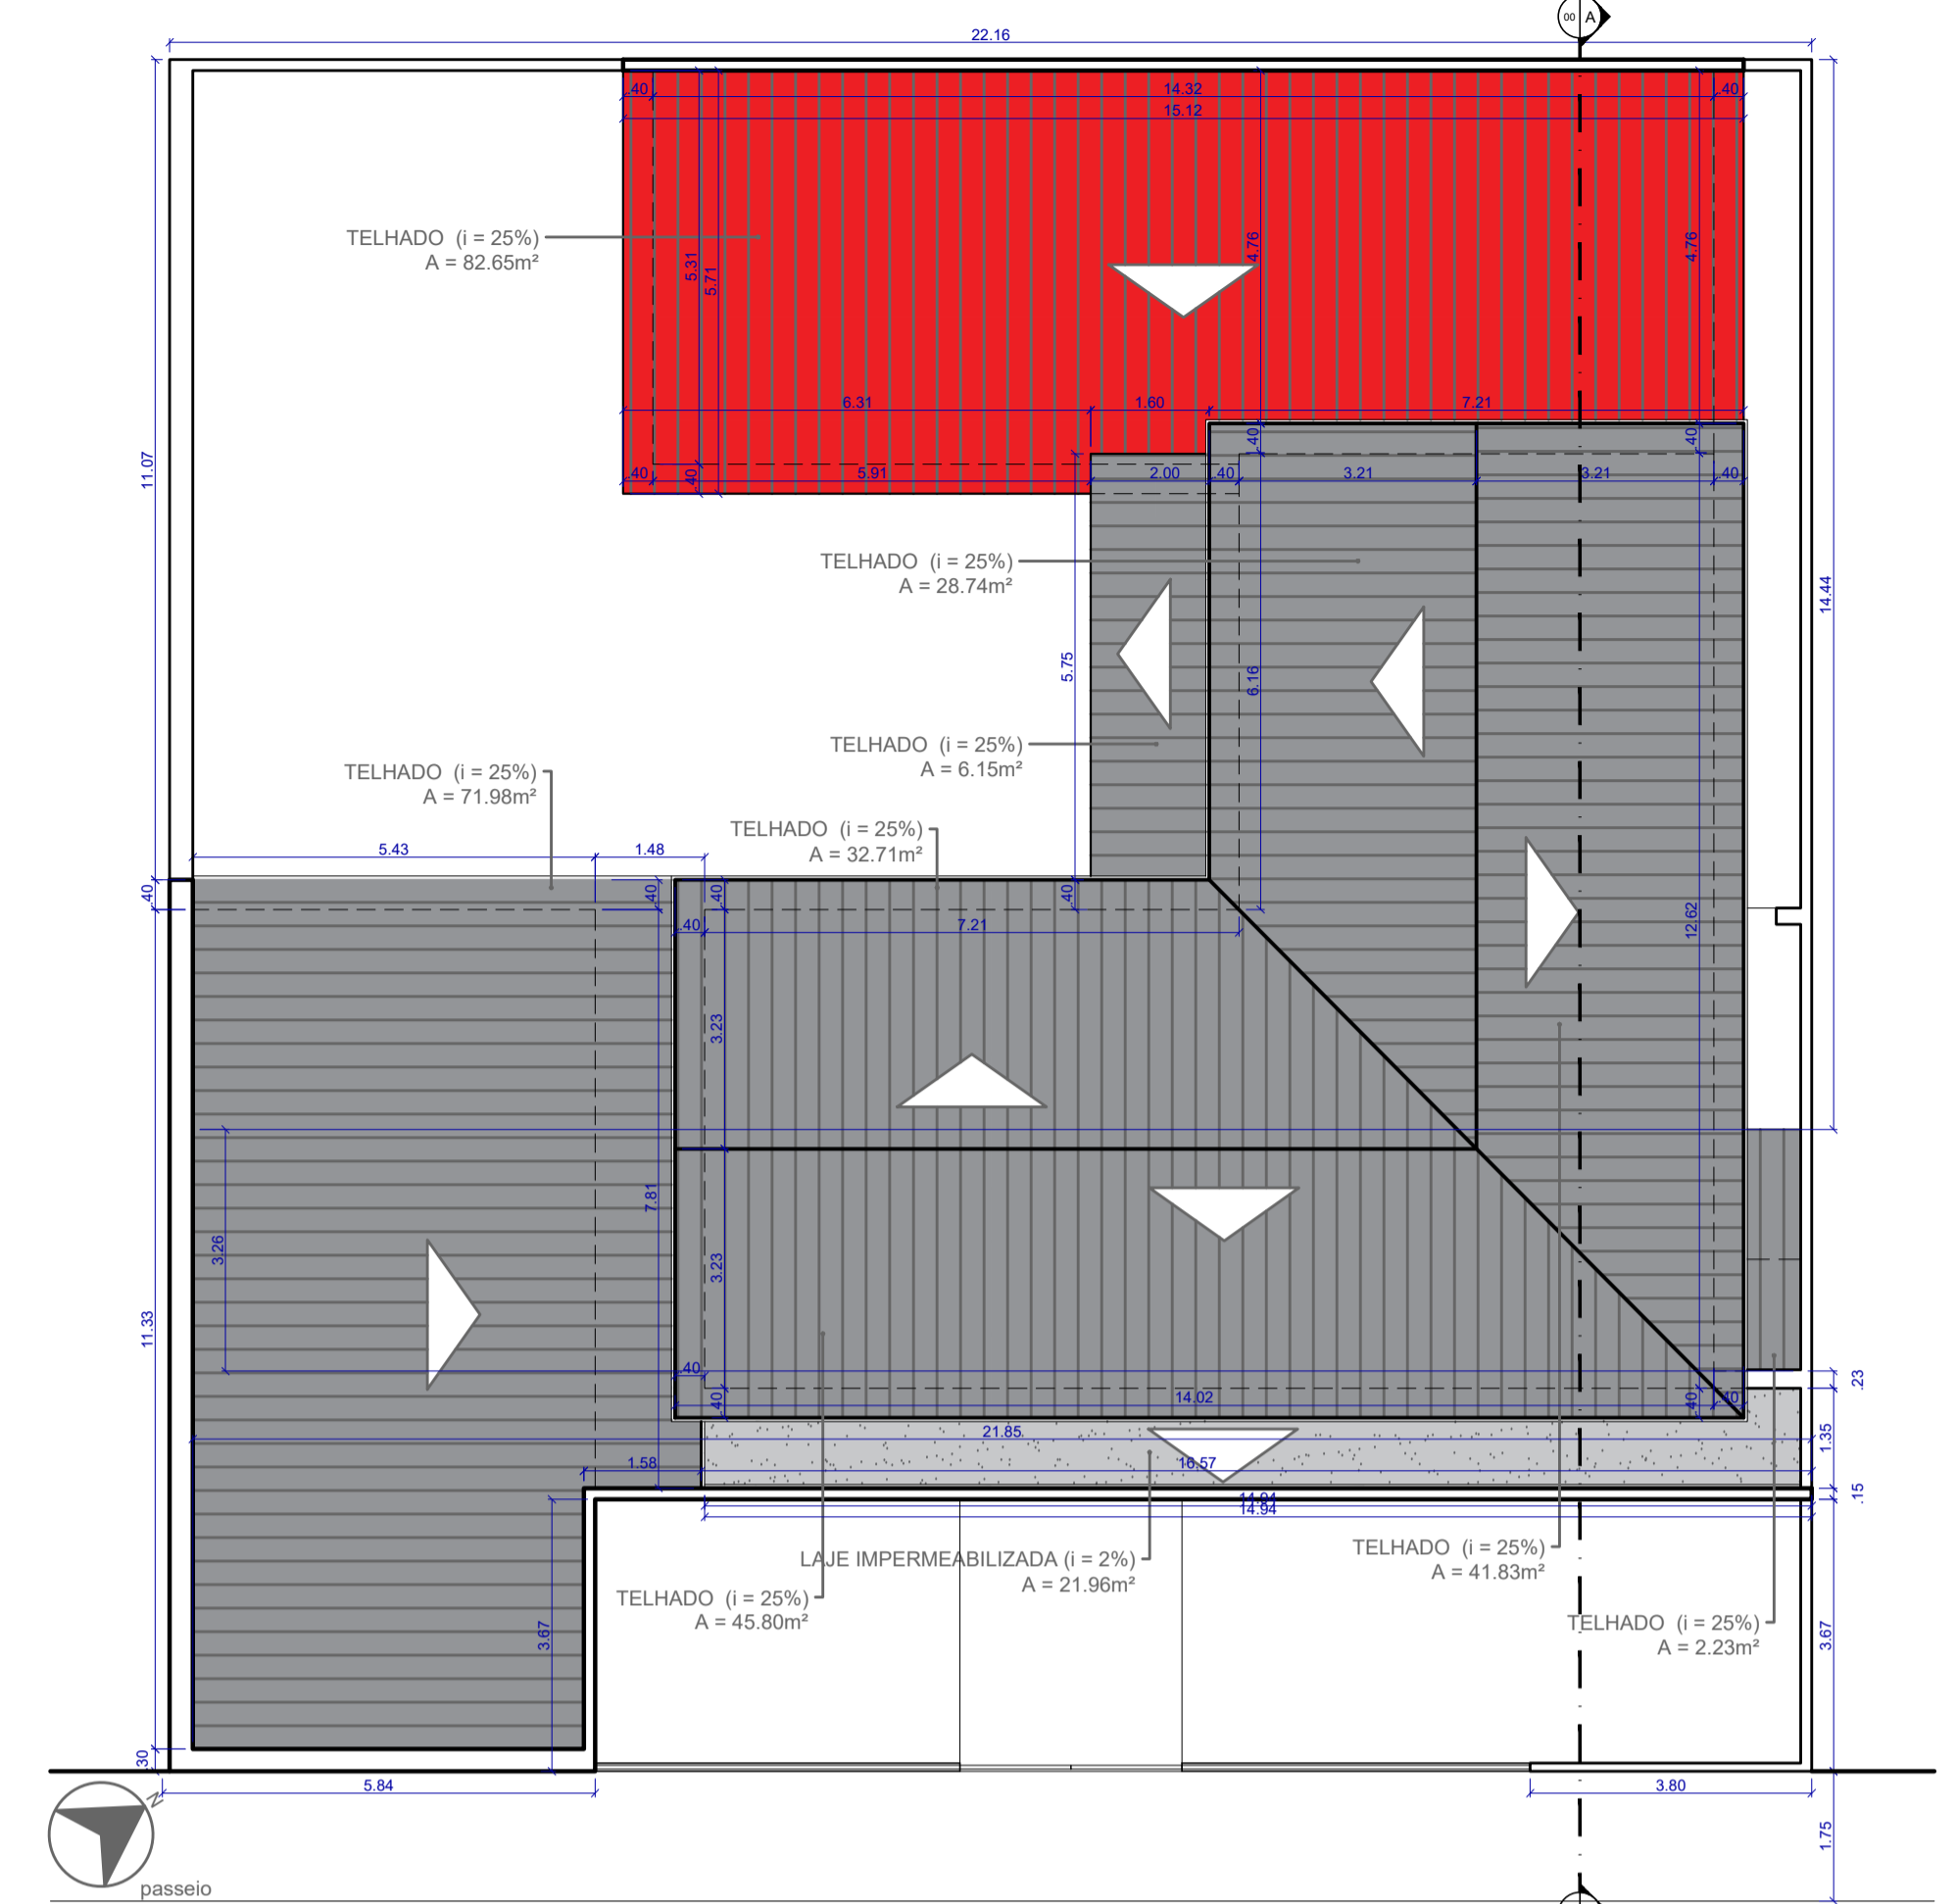 00 A
22.16
.40 14.32 .40
15.12
TELHADO (i = 25%)
A = 82.65m²
5.31
5.71
4.76
4.76
6.31 1.60 7.21
.40
.40
.40 5.91 2.00 .40 3.21 3.21 .40
.40
11.07
14.44
TELHADO (i = 25%)
A = 28.74m²
5.75
6.16
TELHADO (i = 25%)
A = 6.15m²
TELHADO (i = 25%)
A = 71.98m²
TELHADO (i = 25%)
A = 32.71m²
5.43 1.48
.40
.40
.40
.40
.40 7.21
12.62
3.23
7.81
3.26
3.23
11.33
.40
.40
14.02
.40
.40
.23
21.85
1.35
1.58 16.57
.15
14.94
14.94
LAJE IMPERMEABILIZADA (i = 2%)
A = 21.96m²
TELHADO (i = 25%)
A = 41.83m²
TELHADO (i = 25%)
A = 45.80m²
TELHADO (i = 25%)
A = 2.23m²
3.67
3.67
.30
5.84
3.80
1.75
N
passeio